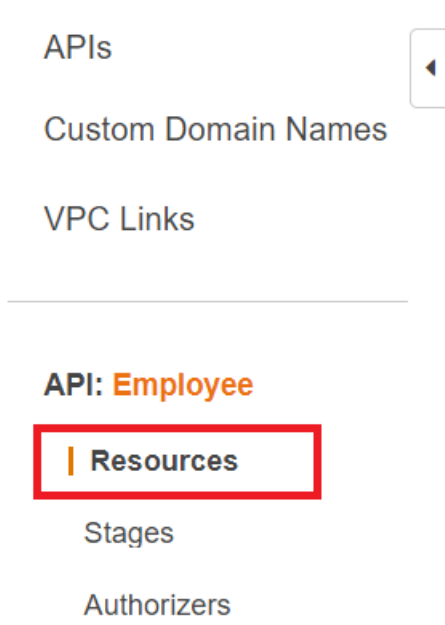 APIs
Custom Domain Names
VPC Links
API: Employee
Resources
Stages
Authorizers